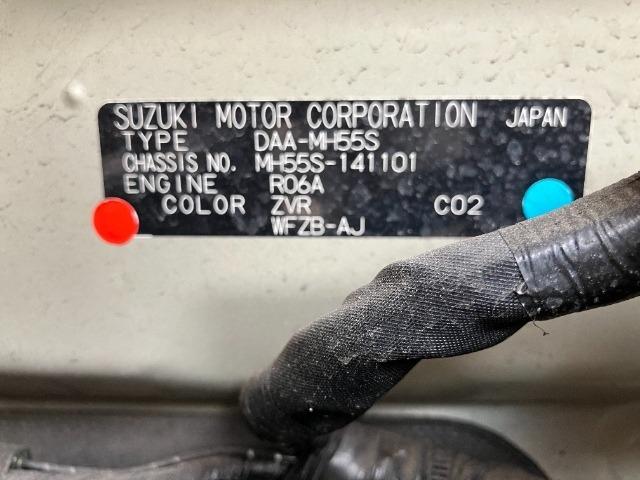 SUZUKI MOTOR CORPORATION JAPAN
TYPE DAA-MH55S
CHASSIS NO. MH55S-141101
ENGINE R06A
COLOR ZVR C02
WFZB-AJ